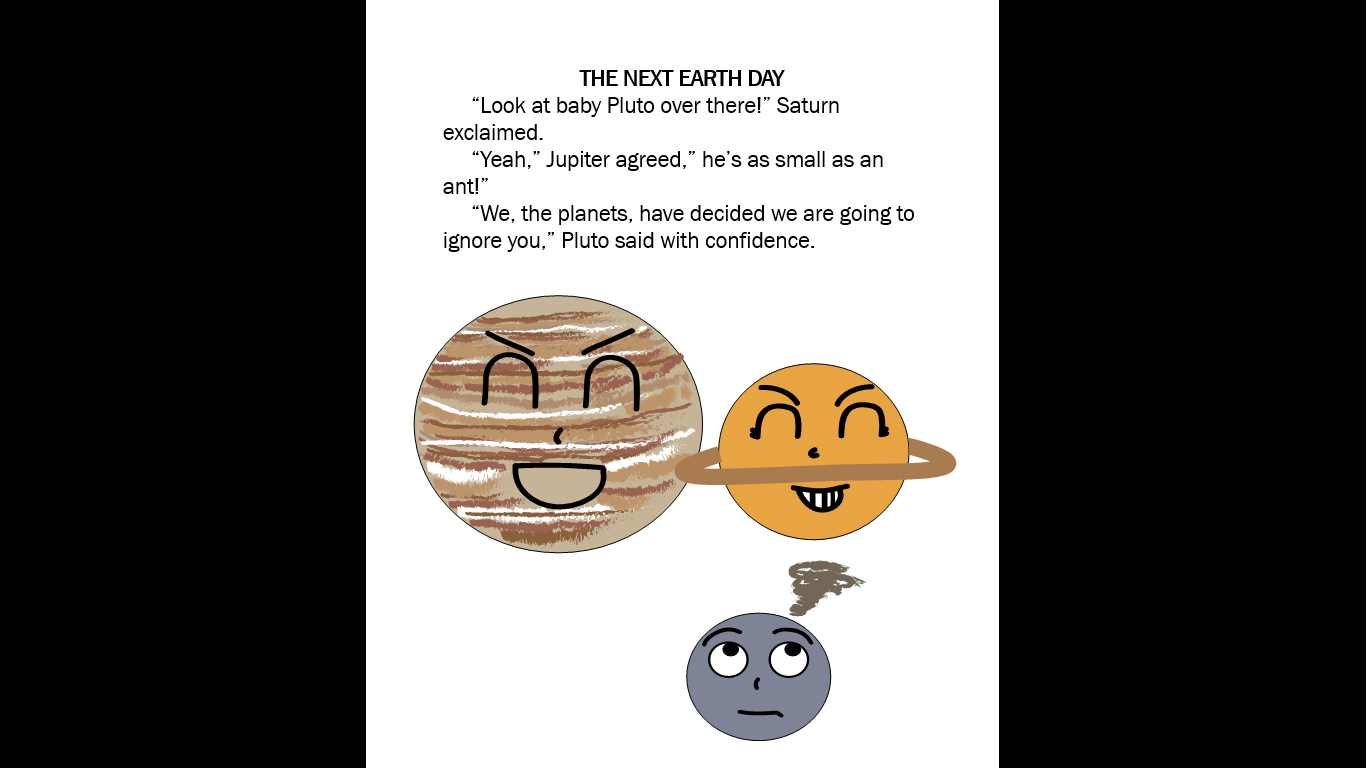 THE NEXT EARTH DAY
“Look at baby Pluto over there!” Saturn
exclaimed.
“Yeah,” Jupiter agreed,” he’s as small as an
ant!”
“We, the planets, have decided we are going to
ignore you,” Pluto said with confidence.